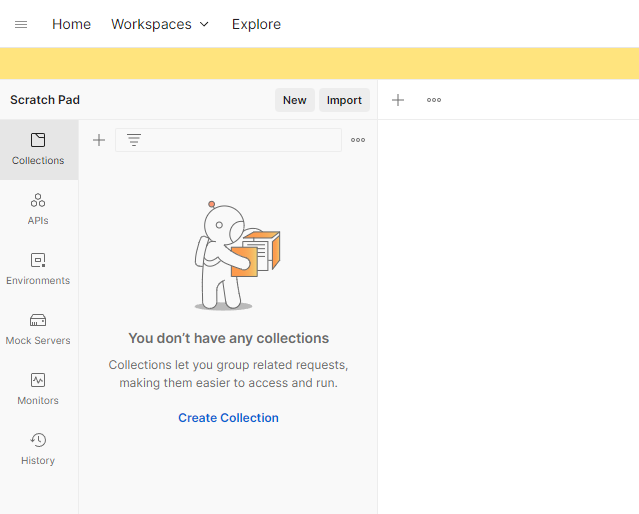 Home Workspaces Explore
Scratch Pad New Import
Collections
APIs
Environments
Mock Servers
Monitors
History
You don’t have any collections
Collections let you group related requests,
making them easier to access and run.
Create Collection